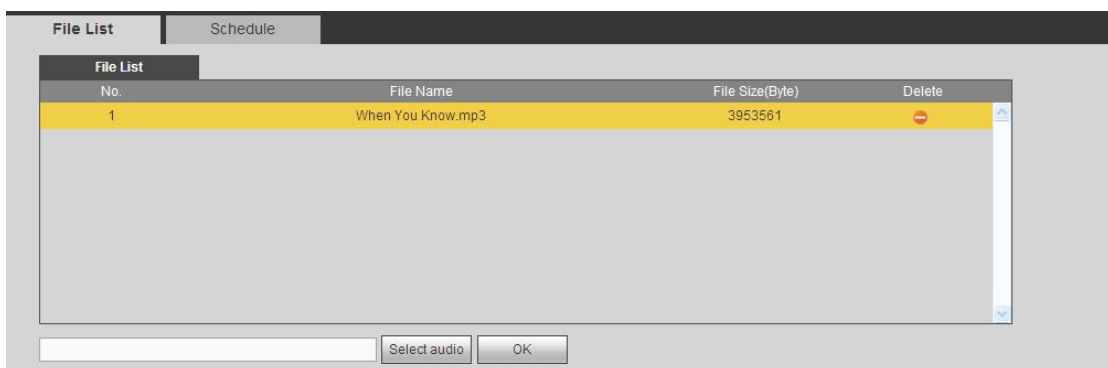 File List Schedule
File List
No. File Name File Size(Byte) Delete
1 When You Know.mp3 3953561
Select audio OK